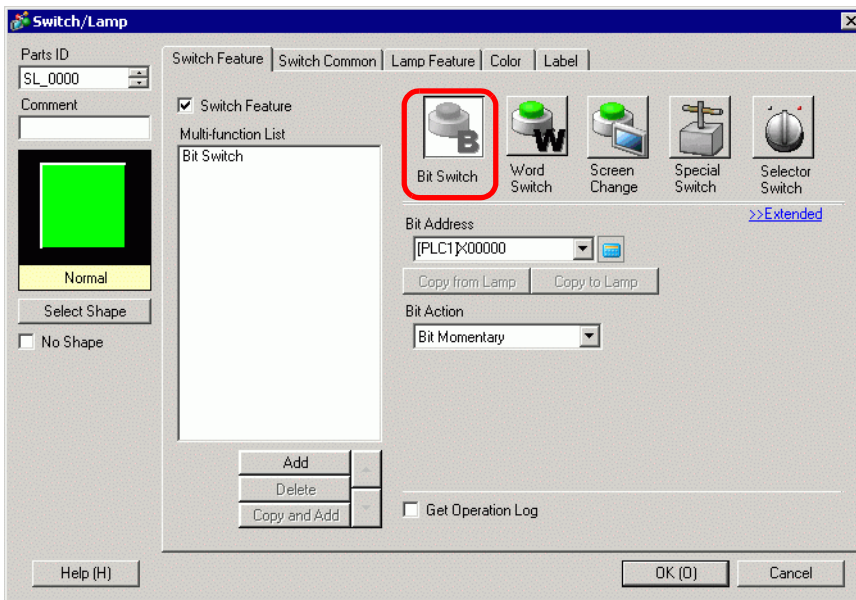 Switch/Lamp
Parts ID
SL_0000
Comment
Normal
Select Shape
No Shape
Switch Feature
Switch Common
Lamp Feature
Color
Label
Switch Feature
Multi-function List
Bit Switch
Add
Delete
Copy and Add
B
Bit Switch
W
Word
Switch
Screen
Change
Special
Switch
Selector
Switch
>>Extended
Bit Address
[PLC1]X00000
Copy from Lamp
Copy to Lamp
Bit Action
Bit Momentary
Get Operation Log
Help (H)
OK (O)
Cancel